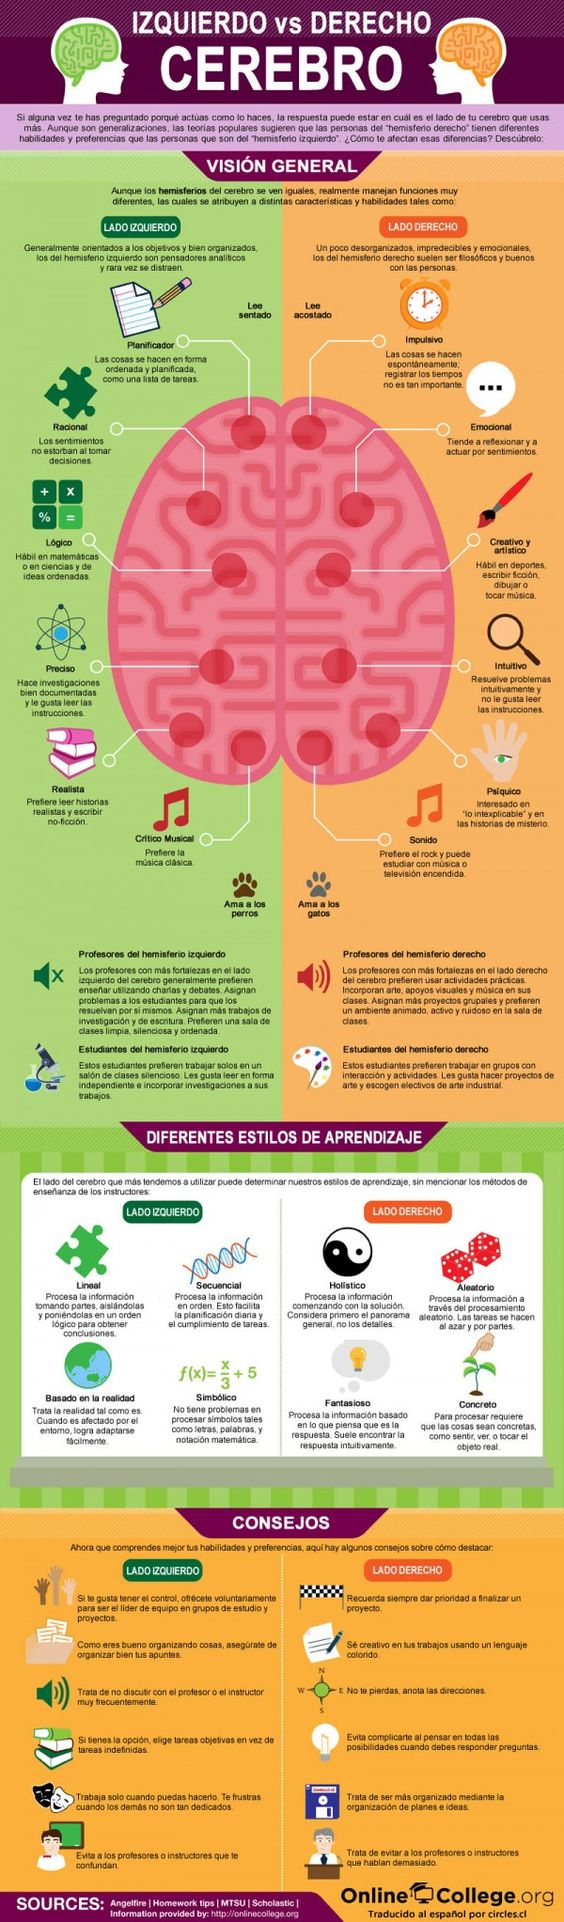 IZQUIERDO vs DERECHO
CEREBRO
Si alguna vez te has preguntado porqué actúas como lo haces, la respuesta puede estar en cuál es el lado de tu cerebro que usas
más. Aunque son generalizaciones, las teorías populares sugieren que las personas del "hemisferio derecho" tienen diferentes
habilidades y preferencias que las personas que son del "hemisferio izquierdo". ¿Cómo te afectan esas diferencias? Descúbrelo:
VISIÓN GENERAL
Aunque los hemisferios del cerebro se ven iguales, realmente manejan funciones muy
diferentes, las cuales se atribuyen a distintas características y habilidades tales como:
LADO IZQUIERDO
Generalmente orientados a los objetivos y bien organizados,
los del hemisferio izquierdo son pensadores analíticos
y rara vez se distraen.
LADO DERECHO
Un poco desorganizados, impredecibles y emocionales,
los del hemisferio derecho suelen ser filosóficos y buenos
con las personas.
Lee
sentado
Lee
acostado
Planificador
Las cosas se hacen en forma
ordenada y planificada,
como una lista de tareas.
Impulsivo
Las cosas se hacen
espontáneamente;
registrar los tiempos
no es tan importante.
Racional
Los sentimientos
no estorban al tomar
decisiones.
Emocional
Tiende a reflexionar y a
actuar por sentimientos.
+ x
% =
Lógico
Hábil en matemáticas
o en ciencias y de
ideas ordenadas.
Creativo y
artístico
Hábil en deportes,
escribir ficción,
dibujar o
tocar música.
Preciso
Hace investigaciones
bien documentadas
y le gusta leer las
instrucciones.
Intuitivo
Resuelve problemas
intuitivamente y
no le gusta leer
las instrucciones.
Realista
Prefiere leer historias
realistas y escribir
no-ficción.
Psíquico
Interesado en
"lo intexplicable" y en
las historias de misterio.
Crítico Musical
Prefiere la
música clásica.
Sonido
Prefiere el rock y puede
estudiar con música o
televisión encendida.
Ama a los
perros
Ama a los
gatos
Profesores del hemisferio izquierdo
Los profesores con más fortalezas en el lado
izquierdo del cerebro generalmente prefieren
enseñar utilizando charlas y debates. Asignan
problemas a los estudiantes para que los
resuelvan por sí mismos. Asignan más trabajos de
investigación y de escritura. Prefieren una sala de
clases limpia, silenciosa y ordenada.
Profesores del hemisferio derecho
Los profesores con más fortalezas en el lado derecho
del cerebro prefieren usar actividades prácticas.
Incorporan arte, apoyos visuales y música en sus
clases. Asignan más proyectos grupales y prefieren
un ambiente animado, activo y ruidoso en la sala de
clases.
Estudiantes del hemisferio izquierdo
Estos estudiantes prefieren trabajar solos en un
salón de clases silencioso. Les gusta leer en forma
independiente e incorporar investigaciones a sus
trabajos.
Estudiantes del hemisferio derecho
Estos estudiantes prefieren trabajar en grupos con
interacción y actividades. Les gusta hacer proyectos de
arte y escogen electivos de arte industrial.
DIFERENTES ESTILOS DE APRENDIZAJE
El lado del cerebro que más tendemos a utilizar puede determinar nuestros estilos de aprendizaje, sin mencionar los métodos de
enseñanza de los instructores:
LADO IZQUIERDO
LADO DERECHO
Lineal
Procesa la información
tomando partes, aislándolas
y poniéndolas en un orden
lógico para obtener
conclusiones.
Secuencial
Procesa la información
en orden. Esto facilita
la planificación diaria y
el cumplimiento de tareas.
Holístico
Procesa la información
comenzando con la solución.
Considera primero el panorama
general, no los detalles.
Aleatorio
Procesa la información a
través del procesamiento
aleatorio. Las tareas se hacen
al azar y por partes.
Basado en la realidad
Trata la realidad tal como es.
Cuando es afectado por el
entorno, logra adaptarse
fácilmente.
f(x)= x/3 + 5
Simbólico
No tiene problemas en
procesar símbolos tales
como letras, palabras, y
notación matemática.
Fantasioso
Procesa la información basado
en lo que piensa que es la
respuesta. Suele encontrar la
respuesta intuitivamente.
Concreto
Para procesar requiere
que las cosas sean concretas,
como sentir, ver, o tocar el
objeto real.
CONSEJOS
Ahora que comprendes mejor tus habilidades y preferencias, aquí hay algunos consejos sobre cómo destacar:
LADO IZQUIERDO
LADO DERECHO
Si te gusta tener el control, ofrécete voluntariamente
para ser el líder de equipo en grupos de estudio y
proyectos.
Recuerda siempre dar prioridad a finalizar un
proyecto.
Como eres bueno organizando cosas, asegúrate de
organizar bien tus apuntes.
Sé creativo en tus trabajos usando un lenguaje
colorido.
Trata de no discutir con el profesor o el instructor
muy frecuentemente.
N
W E
S
No te pierdas, anota las direcciones.
Si tienes la opción, elige tareas objetivas en vez de
tareas indefinidas.
Evita complicarte al pensar en todas las
posibilidades cuando debes responder preguntas.
Trabaja solo cuando puedas hacerlo. Te frustras
cuando los demás no son tan dedicados.
Trata de ser más organizado mediante la
organización de planes e ideas.
Evita a los profesores o instructores que te
confundan.
Trata de evitar a los profesores o instructores
que hablan demasiado.
SOURCES: Angelfire | Homework tips | MTSU | Scholastic |
Information provided by: http://onlinecollege.org
OnlineCollege.org
Traducido al español por circles.cl